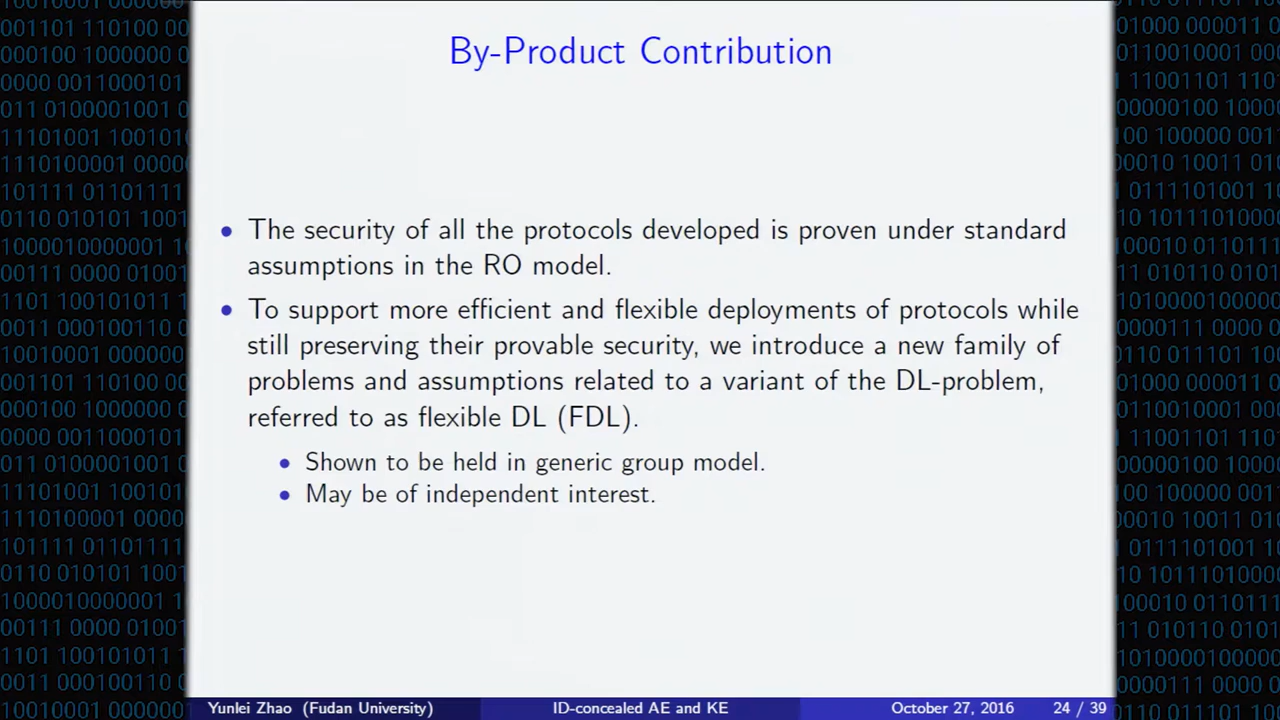 By-Product Contribution
• The security of all the protocols developed is proven under standard
assumptions in the RO model.
• To support more efficient and flexible deployments of protocols while
still preserving their provable security, we introduce a new family of
problems and assumptions related to a variant of the DL-problem,
referred to as flexible DL (FDL).
• Shown to be held in generic group model.
• May be of independent interest.
Yunlei Zhao (Fudan University) ID-concealed AE and KE October 27, 2016 24 / 39